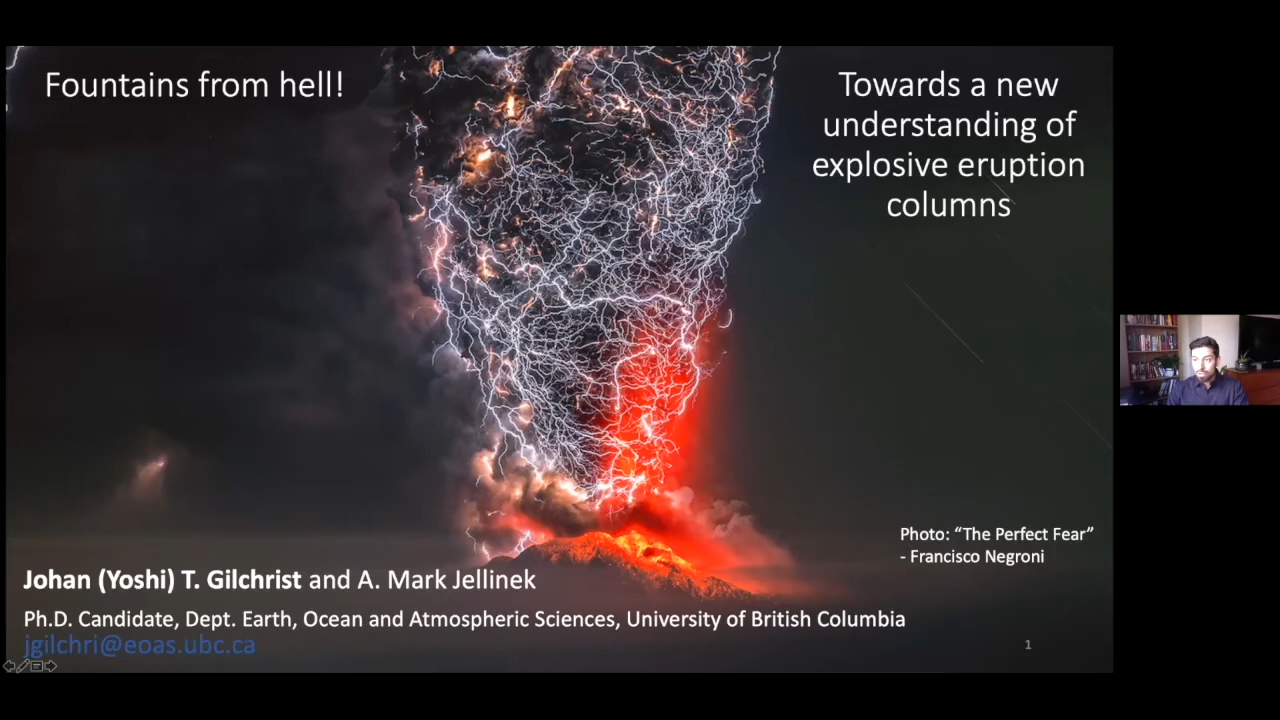 Fountains from hell!
Towards a new
understanding of
explosive eruption
columns
Photo: “The Perfect Fear”
- Francisco Negroni
Johan (Yoshi) T. Gilchrist and A. Mark Jellinek
Ph.D. Candidate, Dept. Earth, Ocean and Atmospheric Sciences, University of British Columbia
jgilchri@eoas.ubc.ca
1